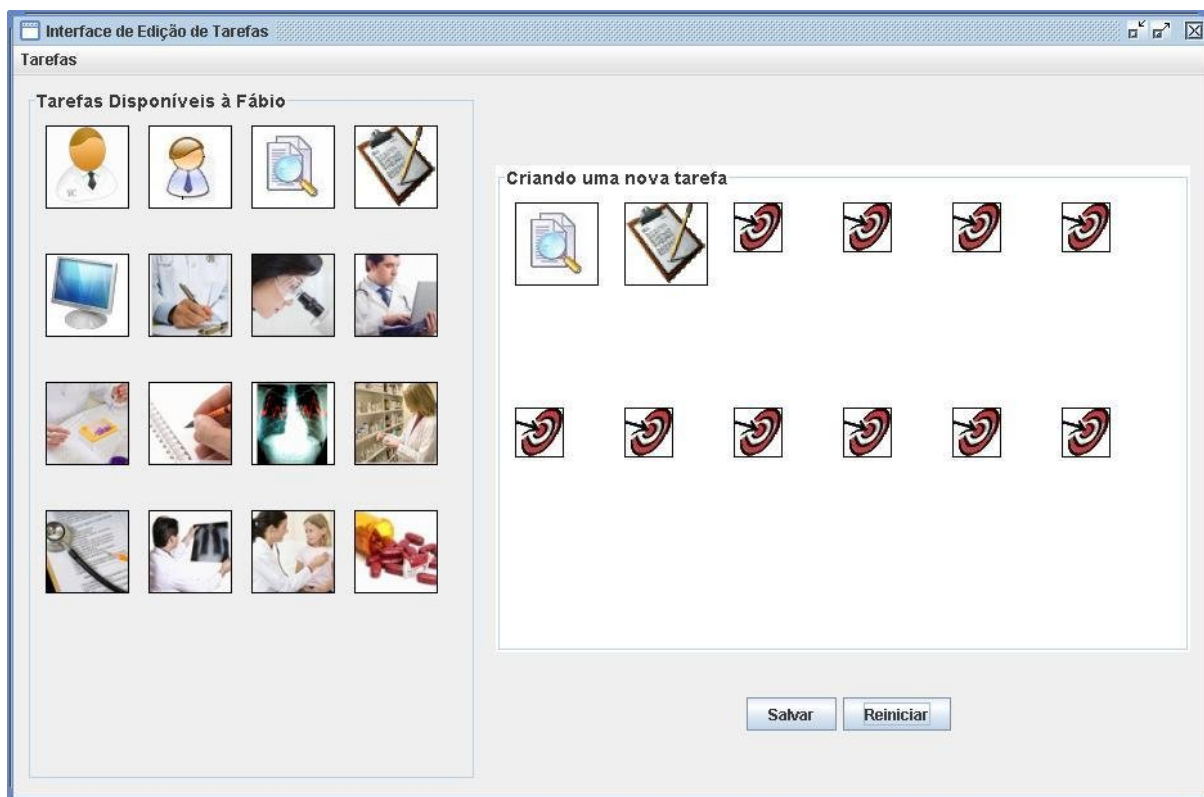 Interface de Edição de Tarefas
Tarefas
Tarefas Disponíveis à Fábio
Criando uma nova tarefa
Salvar
Reiniciar